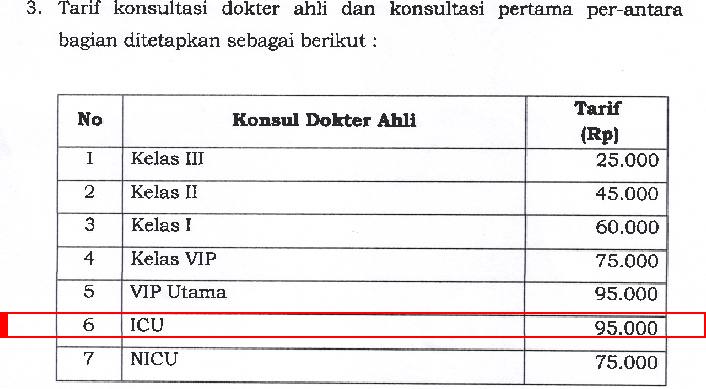 3. Tarif konsultasi dokter ahli dan konsultasi pertama per-antara
bagian ditetapkan sebagai berikut :
No Konsul Dokter Ahli Tarif (Rp)
1 Kelas III 25.000
2 Kelas II 45.000
3 Kelas I 60.000
4 Kelas VIP 75.000
5 VIP Utama 95.000
6 ICU 95.000
7 NICU 75.000